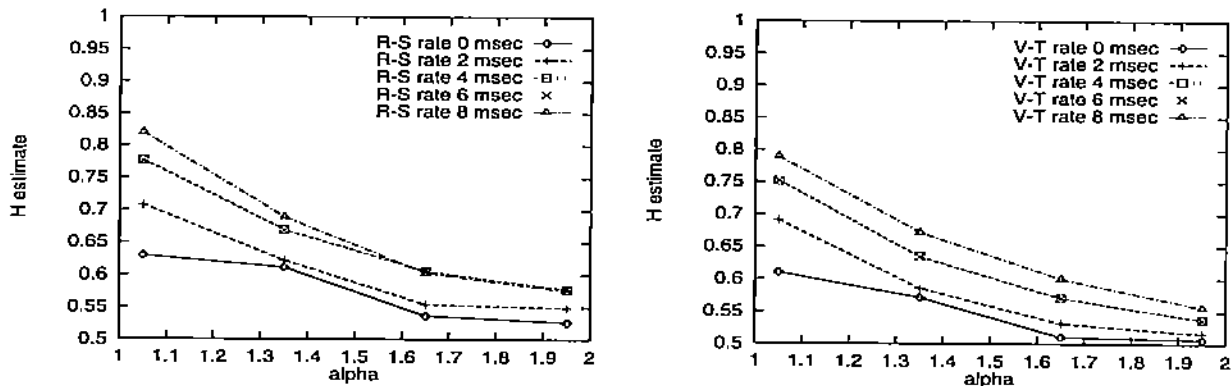 1
0.95
0.9
0.85
0.8
0.75
0.7
0.65
0.6
0.55
0.5
H estimate
R-S rate 0 msec
R-S rate 2 msec
R-S rate 4 msec
R-S rate 6 msec
R-S rate 8 msec
1 1.1 1.2 1.3 1.4 1.5 1.6 1.7 1.8 1.9 2
alpha
1
0.95
0.9
0.85
0.8
0.75
0.7
0.65
0.6
0.55
0.5
H estimate
V-T rate 0 msec
V-T rate 2 msec
V-T rate 4 msec
V-T rate 6 msec
V-T rate 8 msec
1 1.1 1.2 1.3 1.4 1.5 1.6 1.7 1.8 1.9 2
alpha